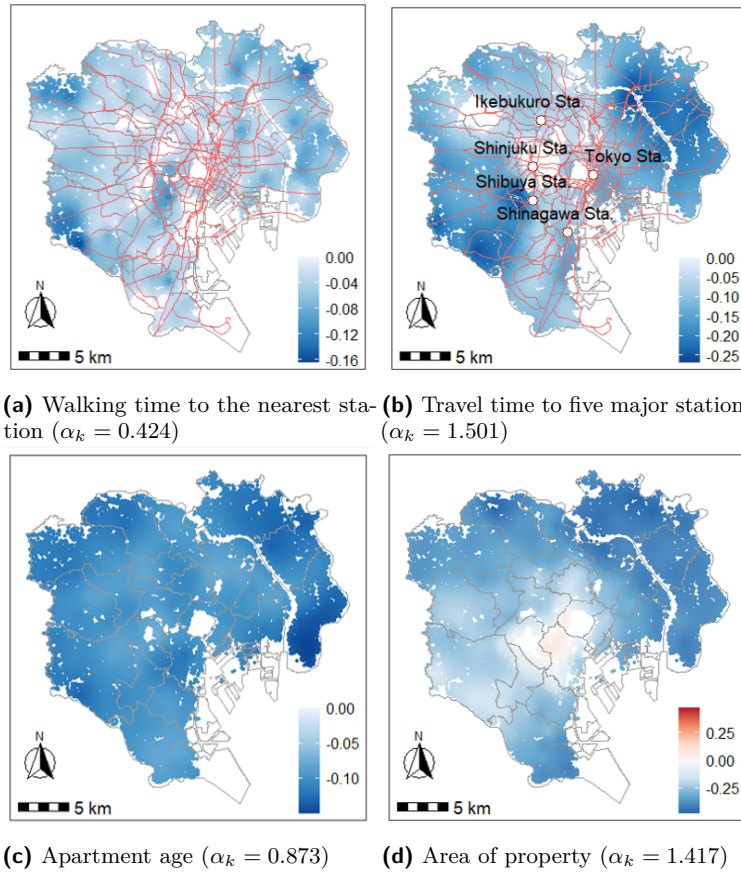 Ikebukuro Sta.
Shinjuku Sta.
Tokyo Sta.
Shibuya Sta.
Shinagawa Sta.
0.00
-0.04
-0.08
-0.12
-0.16
N
5 km
0.00
-0.05
-0.10
-0.15
-0.20
-0.25
N
5 km
(a) Walking time to the nearest sta-
tion (αk = 0.424)
(b) Travel time to five major station
(αk = 1.501)
0.00
-0.05
-0.10
N
5 km
0.25
0.00
-0.25
N
5 km
(c) Apartment age (αk = 0.873)
(d) Area of property (αk = 1.417)